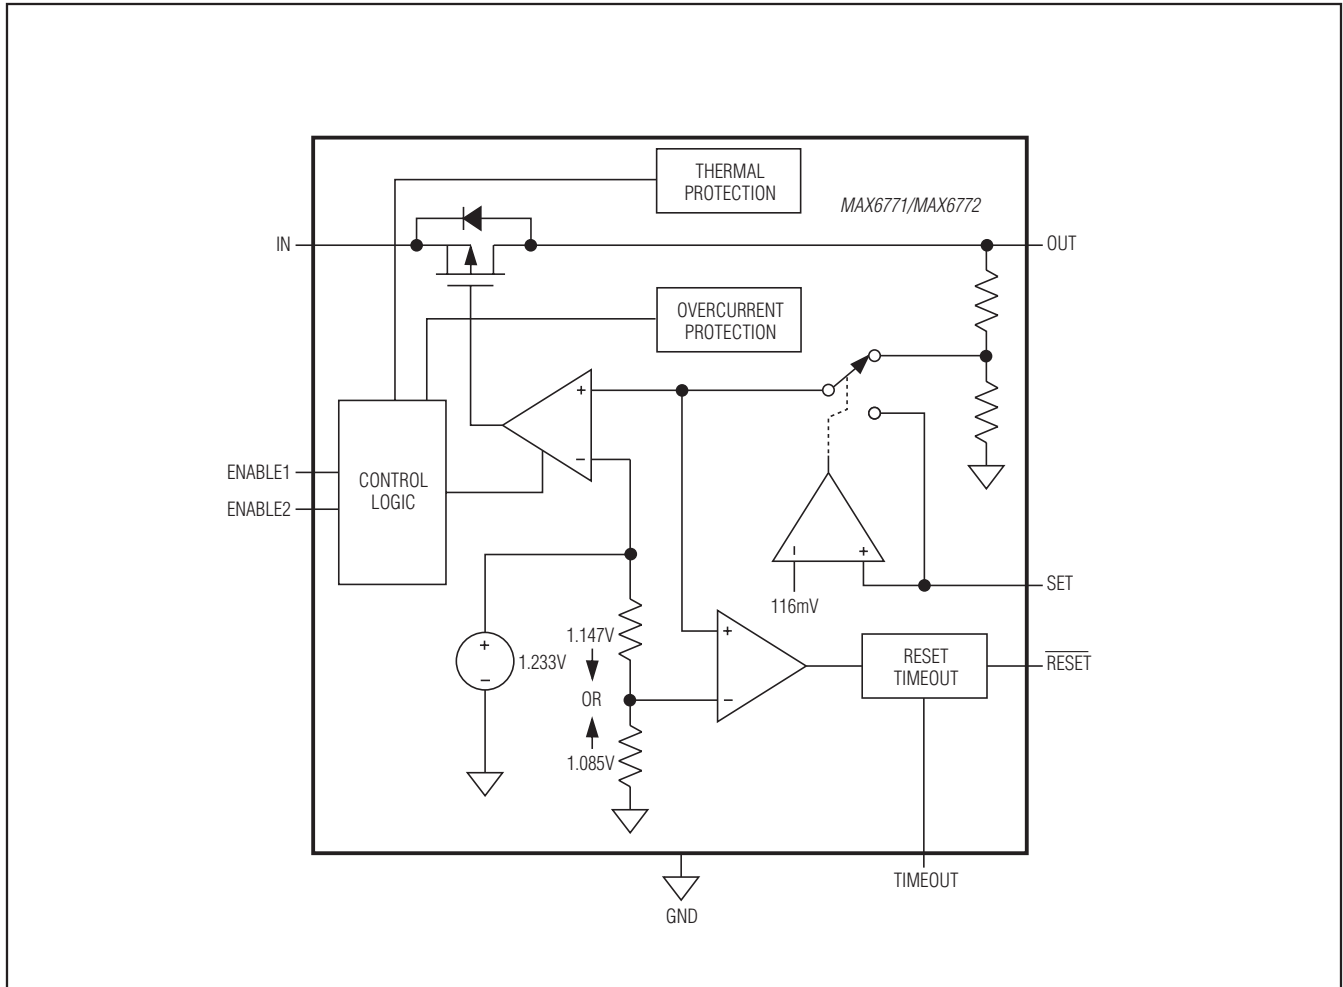 THERMAL
PROTECTION
MAX6771/MAX6772
IN
OUT
OVERCURRENT
PROTECTION
+
−
ENABLE1
ENABLE2
CONTROL
LOGIC
−
+
116mV
SET
+
−
1.233V
1.147V
OR
1.085V
+
−
RESET
TIMEOUT
RESET
TIMEOUT
GND